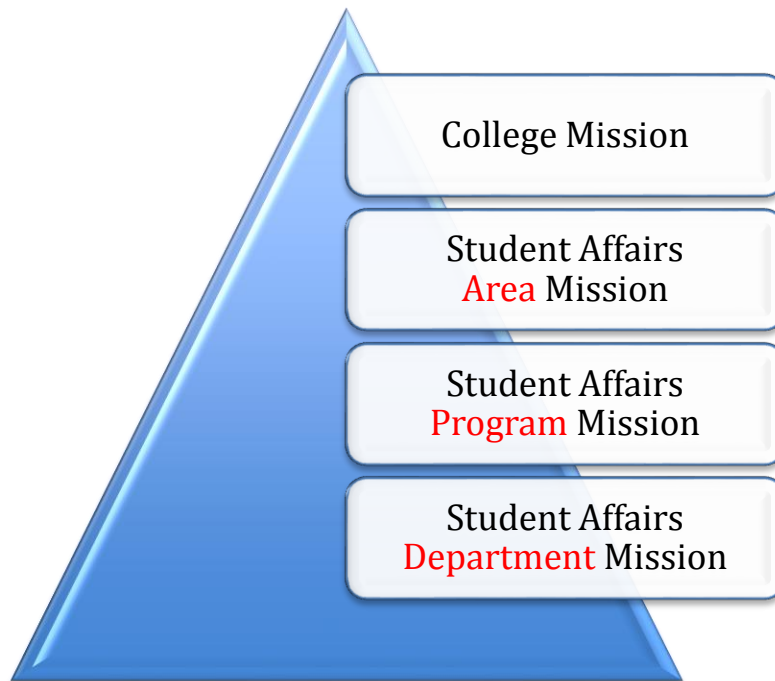 College Mission
Student Affairs
Area Mission
Student Affairs
Program Mission
Student Affairs
Department Mission